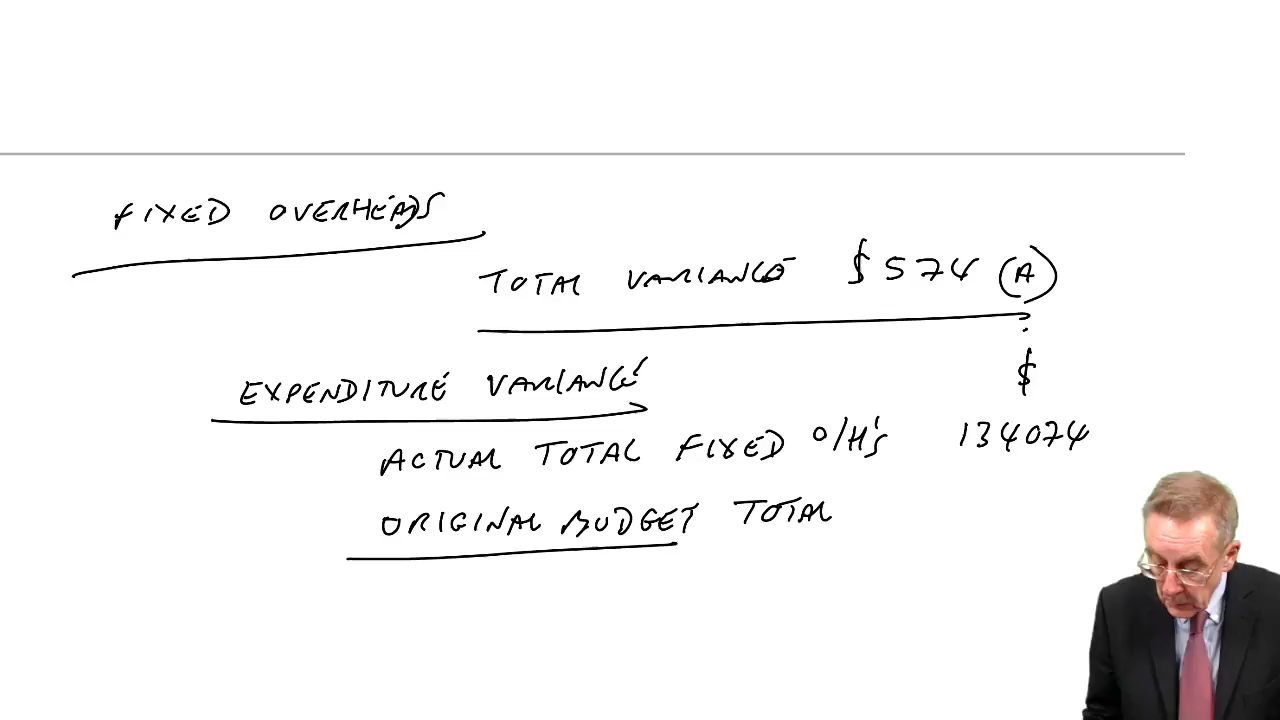 FIXED OVERHEADS
TOTAL VARIANCE $574 (A)
$
EXPENDITURE VARIANCE
ACTUAL TOTAL FIXED O/H's 134074
ORIGINAL BUDGET TOTAL